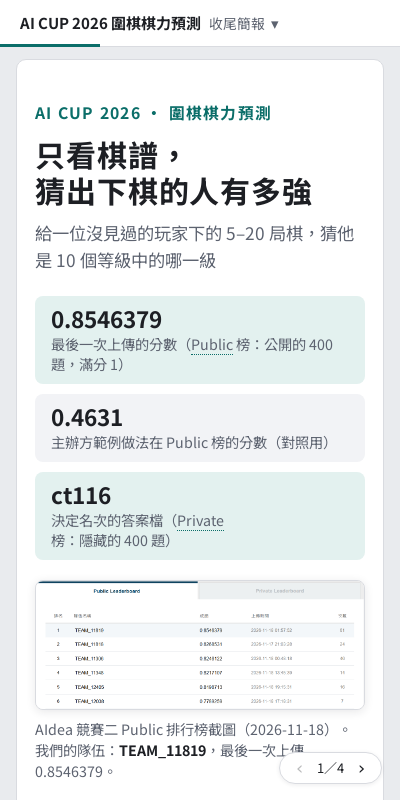 AI CUP 2026 圍棋棋力預測 收尾簡報 ▼
AI CUP 2026 • 圍棋棋力預測
只看棋譜，
猜出下棋的人有多強
給一位沒見過的玩家下的 5–20 局棋，猜他
是 10 個等級中的哪一級
0.8546379
最後一次上傳的分數（Public 榜：公開的 400
題，滿分 1）
0.4631
主辦方範例做法在 Public 榜的分數（對照用）
ct116
決定名次的答案檔（Private
榜：隱藏的 400 題）
Public Leaderboard Private Leaderboard
1 TEAM_11819 0.8546379
2
3
4
5
6
AIdea 競賽二 Public 排行榜截圖（2026-11-18）。
我們的隊伍：TEAM_11819，最後一次上傳
0.8546379。
‹ 1／4 ›